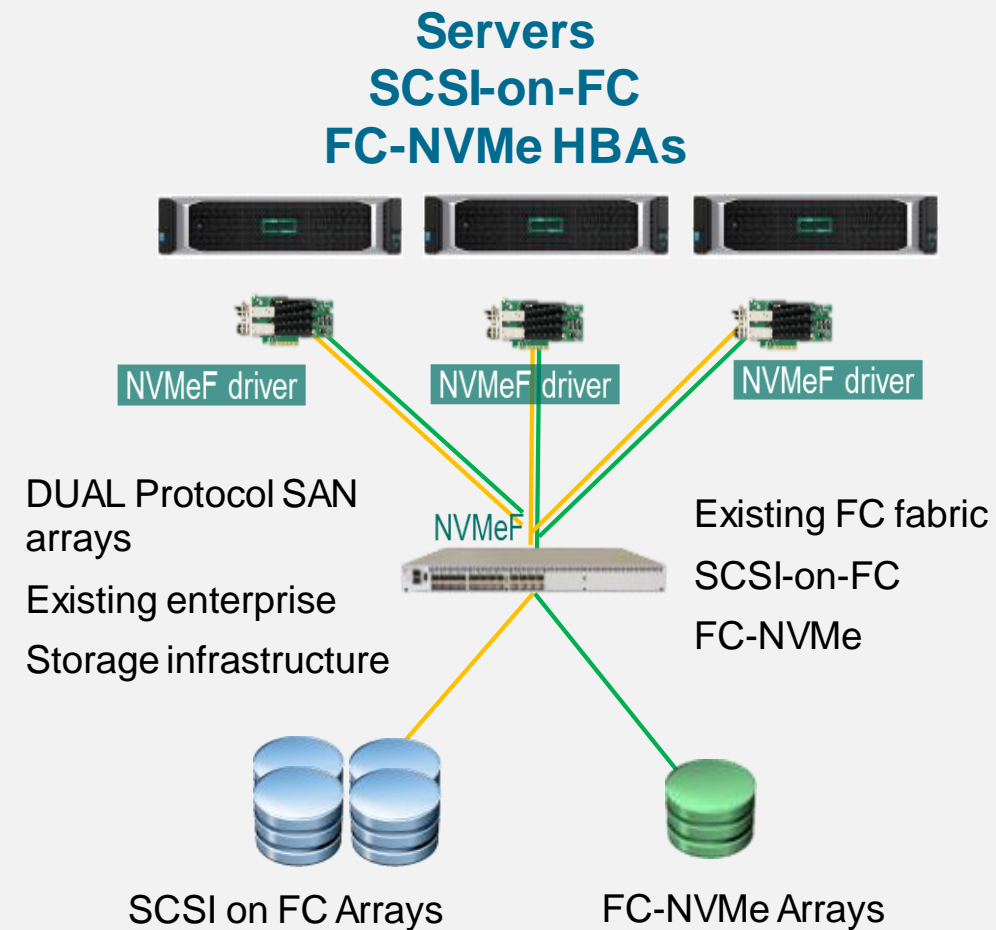 Servers
SCSI-on-FC
FC-NVMe HBAs
NVMeF driver
NVMeF driver
NVMeF driver
DUAL Protocol SAN
arrays
Existing enterprise
Storage infrastructure
NVMeF
Existing FC fabric
SCSI-on-FC
FC-NVMe
SCSI on FC Arrays
FC-NVMe Arrays